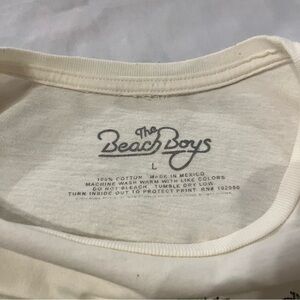 The
Beach Boys
L
100% COTTON MADE IN MEXICO
MACHINE WASH WARM WITH LIKE COLORS
DO NOT BLEACH. TUMBLE DRY LOW.
TURN INSIDE OUT TO PROTECT PRINT. RN#